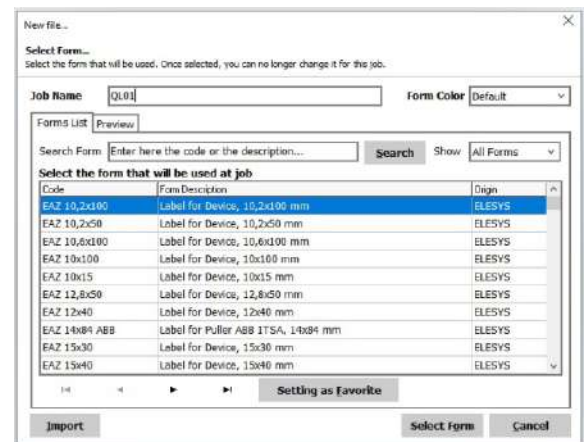 New file...
Select Form...
Select the form that will be used. Once selected, you can no longer change it for this job.
Job Name QL01 Form Color Default
Forms List Preview
Search Form Enter here the code or the description... Search Show All Forms
Select the form that will be used at job
Code Form Description Origin
EAZ 10,2x100 Label for Device, 10,2x100 mm ELESYS
EAZ 10,2x50 Label for Device, 10,2x50 mm ELESYS
EAZ 10,6x100 Label for Device, 10,6x100 mm ELESYS
EAZ 10x100 Label for Device, 10x100 mm ELESYS
EAZ 10x15 Label for Device, 10x15 mm ELESYS
EAZ 12,8x50 Label for Device, 12,8x50 mm ELESYS
EAZ 12x40 Label for Device, 12x40 mm ELESYS
EAZ 14x84 ABB Label for Puller ABB ITSA, 14x84 mm ELESYS
EAZ 15x30 Label for Device, 15x30 mm ELESYS
EAZ 15x40 Label for Device, 15x40 mm ELESYS
Setting as Favorite
Import Select Form Cancel